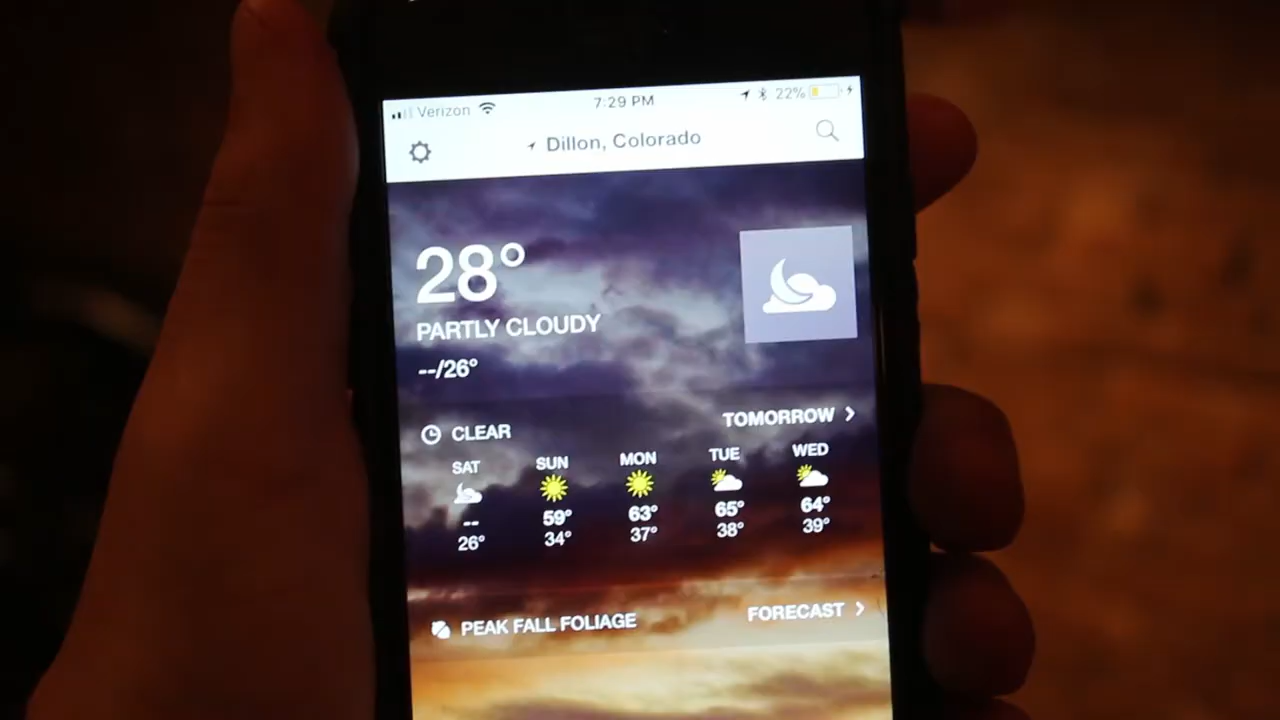 Verizon 7:29 PM 22%
Dillon, Colorado
28°
PARTLY CLOUDY
--/26°
CLEAR TOMORROW
SAT SUN MON TUE WED
-- 59° 63° 65° 64°
26° 34° 37° 38° 39°
PEAK FALL FOLIAGE FORECAST